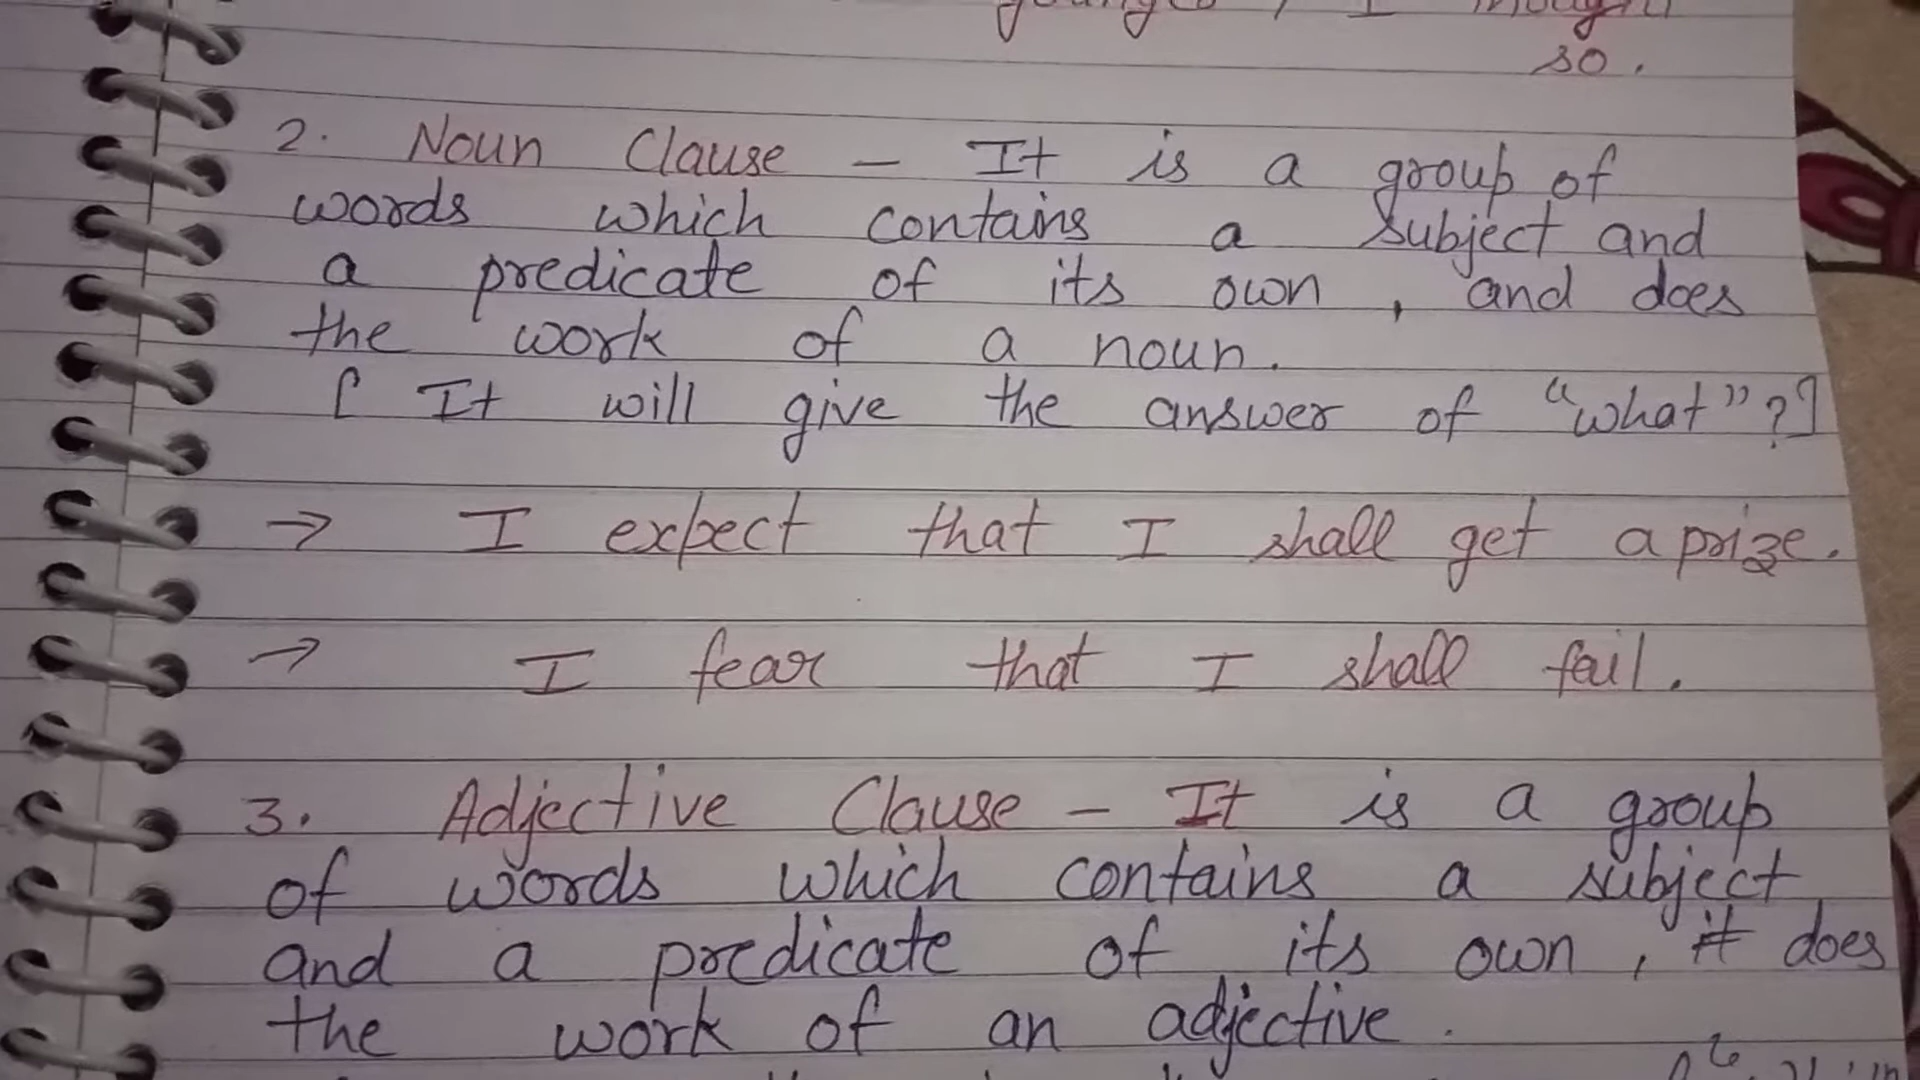 so.
2. Noun Clause - It is a group of
words which contains a subject and
a predicate of its own, and does
the work of a noun.
[ It will give the answer of "what"?]
→ I expect that I shall get a prize.
→ I fear that I shall fail.
3. Adjective Clause - It is a group
of words which contains a subject
and a predicate of its own, it does
the work of an adjective.